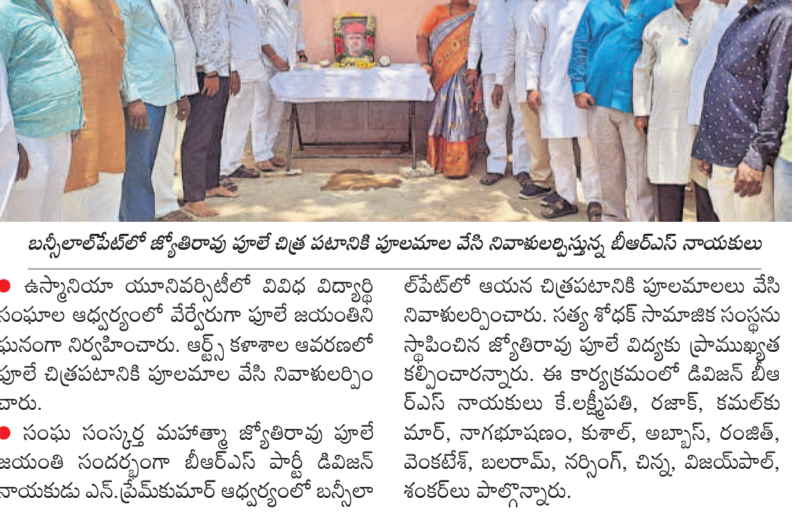 బన్సీలాల్‌పేట్‌లో జ్యోతిరావు పూలే చిత్ర పటానికి పూలమాల వేసి నివాళులర్పిస్తున్న బీఆర్ఎస్ నాయకులు
● ఉస్మానియా యూనివర్సిటీలో వివిధ విద్యార్థి
సంఘాల ఆధ్వర్యంలో వేర్వేరుగా పూలే జయంతిని
ఘనంగా నిర్వహించారు. ఆర్ట్స్ కళాశాల ఆవరణలో
పూలే చిత్రపటానికి పూలమాల వేసి నివాళులర్పిం
చారు.
● సంఘ సంస్కర్త మహాత్మా జ్యోతిరావు పూలే
జయంతి సందర్భంగా బీఆర్ఎస్ పార్టీ డివిజన్
నాయకుడు ఎన్.ప్రేమ్‌కుమార్ ఆధ్వర్యంలో బన్సీలా
ల్‌పేట్‌లో ఆయన చిత్రపటానికి పూలమాలలు వేసి
నివాళులర్పించారు. సత్య శోధక్ సామాజిక సంస్థను
స్థాపించిన జ్యోతిరావు పూలే విద్యకు ప్రాముఖ్యత
కల్పించారన్నారు. ఈ కార్యక్రమంలో డివిజన్ బీఆ
ర్ఎస్ నాయకులు కే.లక్ష్మీపతి, రజాక్, కమల్‌కు
మార్, నాగభూషణం, కుశాల్, అబ్బాస్, రంజిత్,
వెంకటేశ్, బలరామ్, నర్సింగ్, చిన్న, విజయ్‌పాల్,
శంకర్‌లు పాల్గొన్నారు.